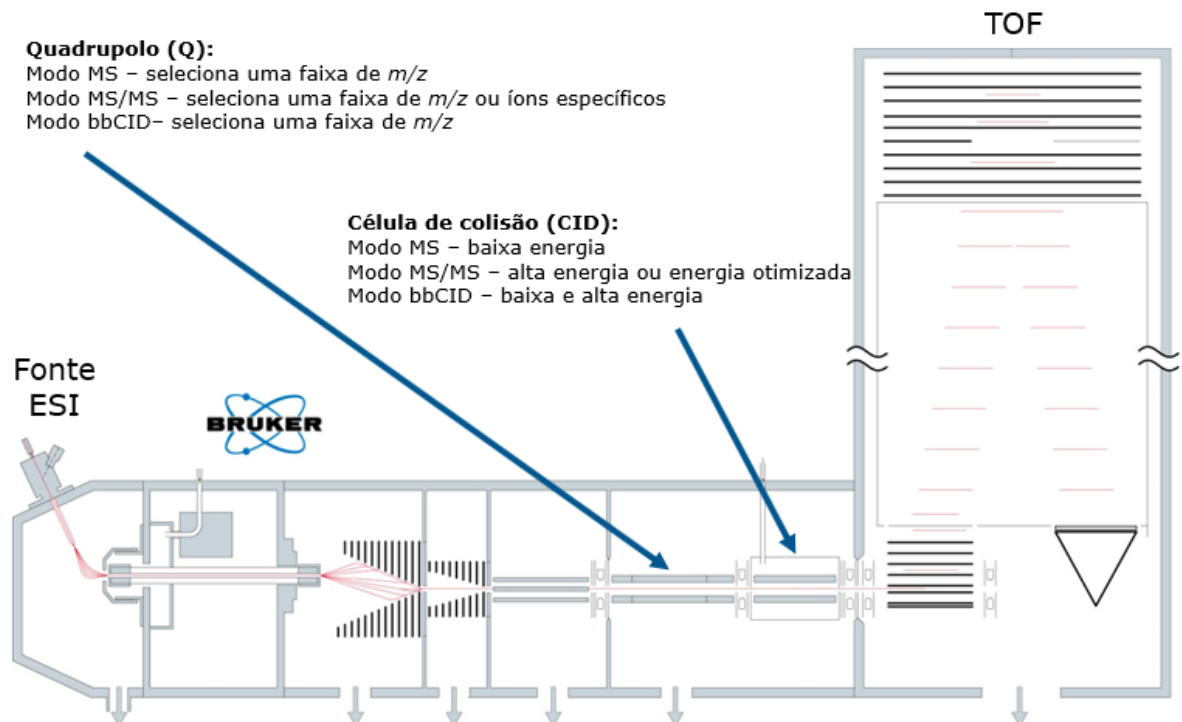 TOF
Quadrupolo (Q):
Modo MS – seleciona uma faixa de m/z
Modo MS/MS – seleciona uma faixa de m/z ou íons específicos
Modo bbCID– seleciona uma faixa de m/z
Célula de colisão (CID):
Modo MS – baixa energia
Modo MS/MS – alta energia ou energia otimizada
Modo bbCID – baixa e alta energia
Fonte
ESI
BRUKER